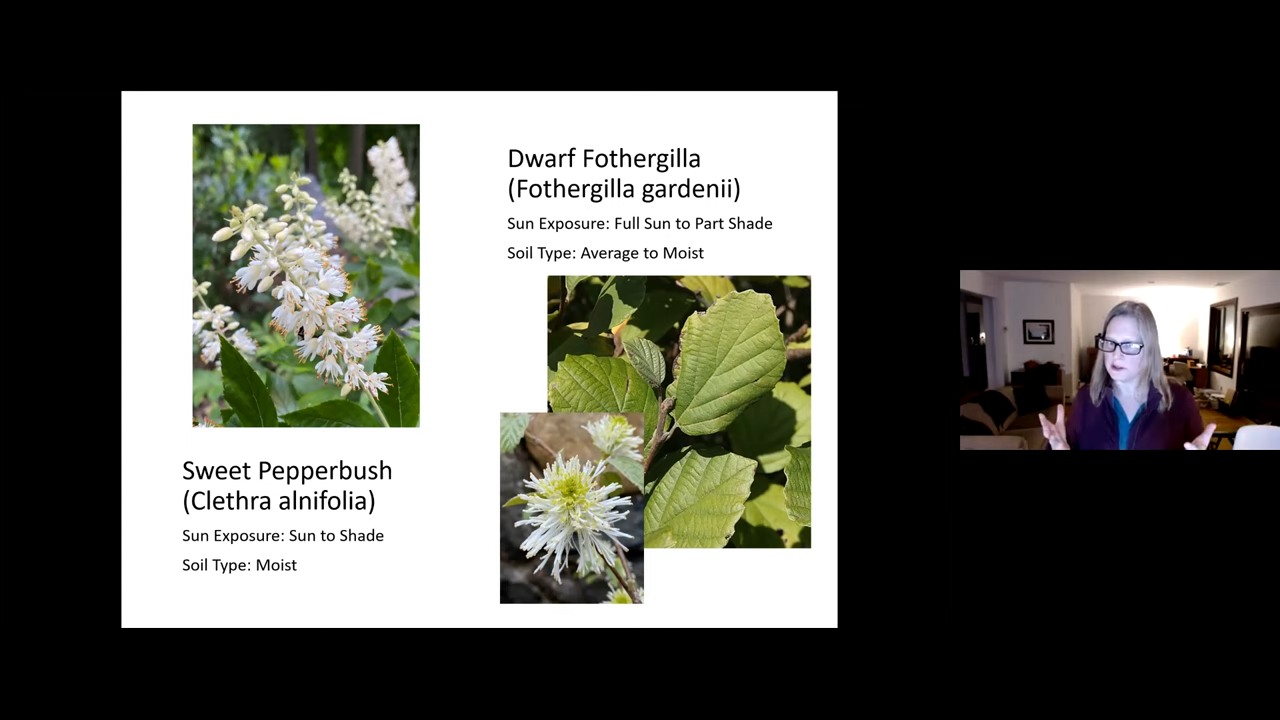 Dwarf Fothergilla
(Fothergilla gardenii)
Sun Exposure: Full Sun to Part Shade
Soil Type: Average to Moist
Sweet Pepperbush
(Clethra alnifolia)
Sun Exposure: Sun to Shade
Soil Type: Moist